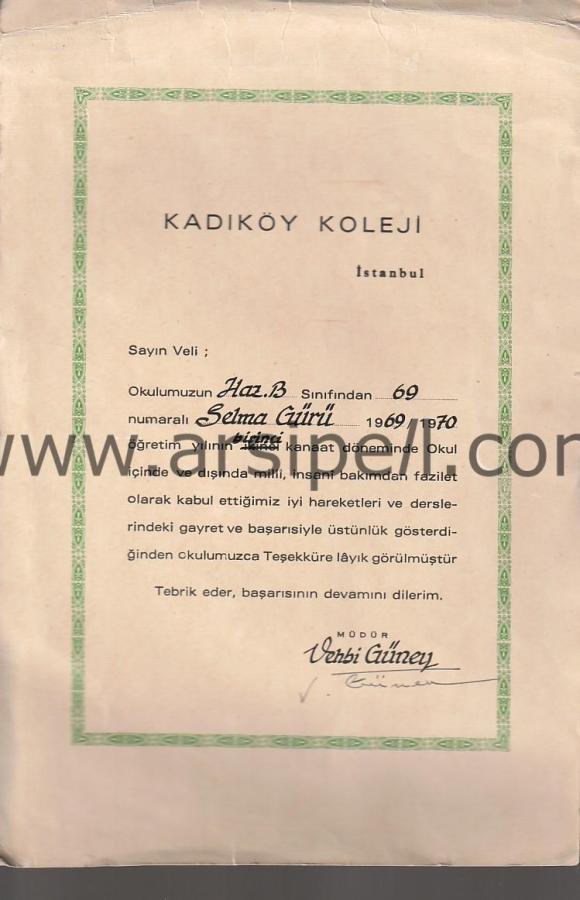 KADIKÖY KOLEJİ
İstanbul
Sayın Veli ;
Okulumuzun Haz.B Sınıfından 69
numaralı Selma Gürü 1969/1970
öğretim yılının birinci kanaat döneminde Okul
içinde ve dışında milli, insani bakımdan fazilet
olarak kabul ettiğimiz iyi hareketleri ve dersle-
rindeki gayret ve başarısiyle üstünlük gösterdi-
ğinden okulumuzca Teşekküre lâyık görülmüştür
Tebrik eder, başarısının devamını dilerim.
MÜDÜR
Vehbi Güney
V. Güney